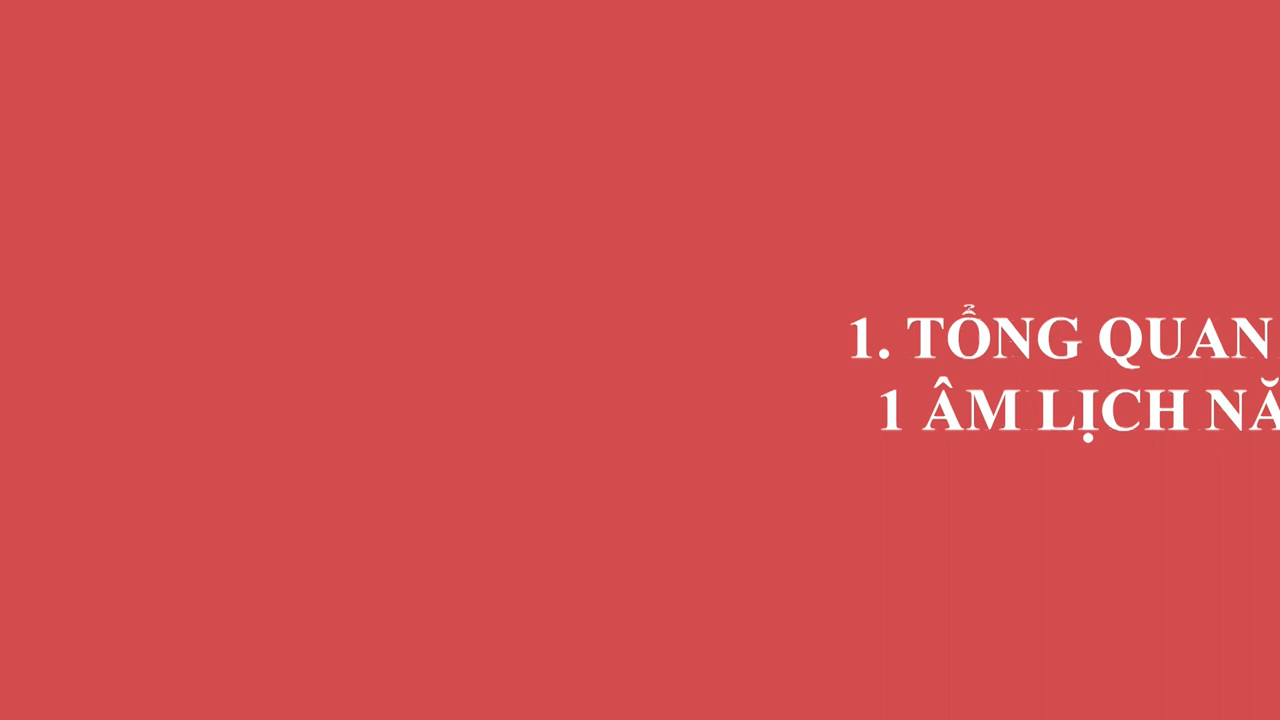 1. TỔNG QUAN
1 ÂM LỊCH NĂ